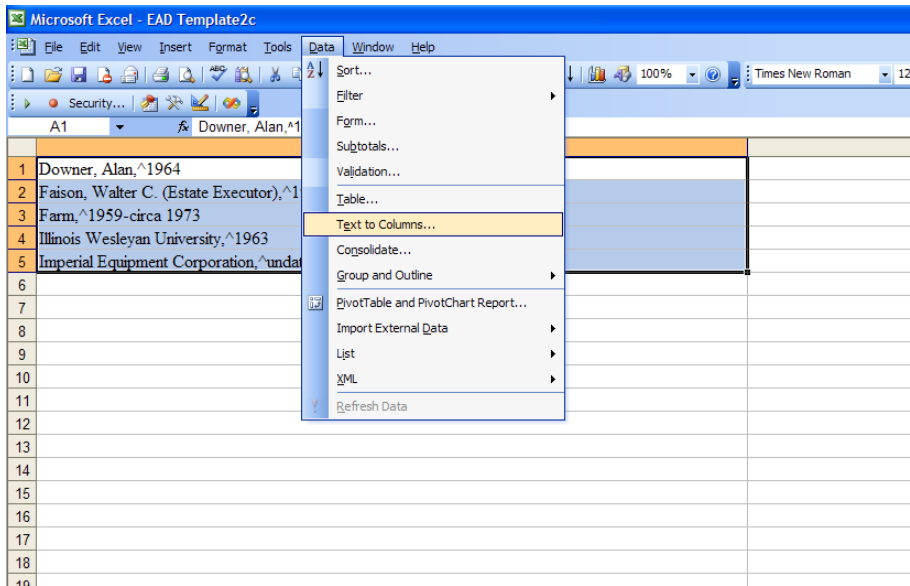 Microsoft Excel - EAD Template2c
File Edit View Insert Format Tools Data Window Help
100% Times New Roman 12
Security...
A1 fx Downer, Alan,^1
Sort...
Filter
Form...
Subtotals...
Validation...
Table...
Text to Columns...
Consolidate...
Group and Outline
PivotTable and PivotChart Report...
Import External Data
List
XML
Refresh Data
1 Downer, Alan,^1964
2 Faison, Walter C. (Estate Executor),^1
3 Farm,^1959-circa 1973
4 Illinois Wesleyan University,^1963
5 Imperial Equipment Corporation,^undat
6
7
8
9
10
11
12
13
14
15
16
17
18
19